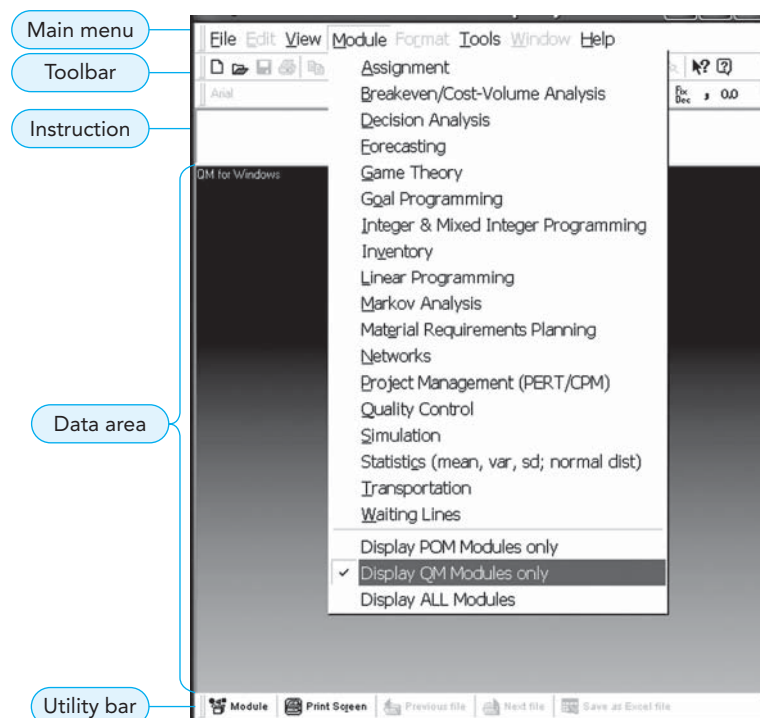 Main menu
File Edit View Module Format Tools Window Help
Toolbar
Arial
Fix Dec , 0.0
Instruction
QM for Windows
Assignment
Breakeven/Cost-Volume Analysis
Decision Analysis
Forecasting
Game Theory
Goal Programming
Integer & Mixed Integer Programming
Inventory
Linear Programming
Markov Analysis
Material Requirements Planning
Networks
Project Management (PERT/CPM)
Quality Control
Simulation
Statistics (mean, var, sd; normal dist)
Transportation
Waiting Lines
Display POM Modules only
Display QM Modules only
Display ALL Modules
Data area
Utility bar
Module Print Screen Previous file Next file Save as Excel file